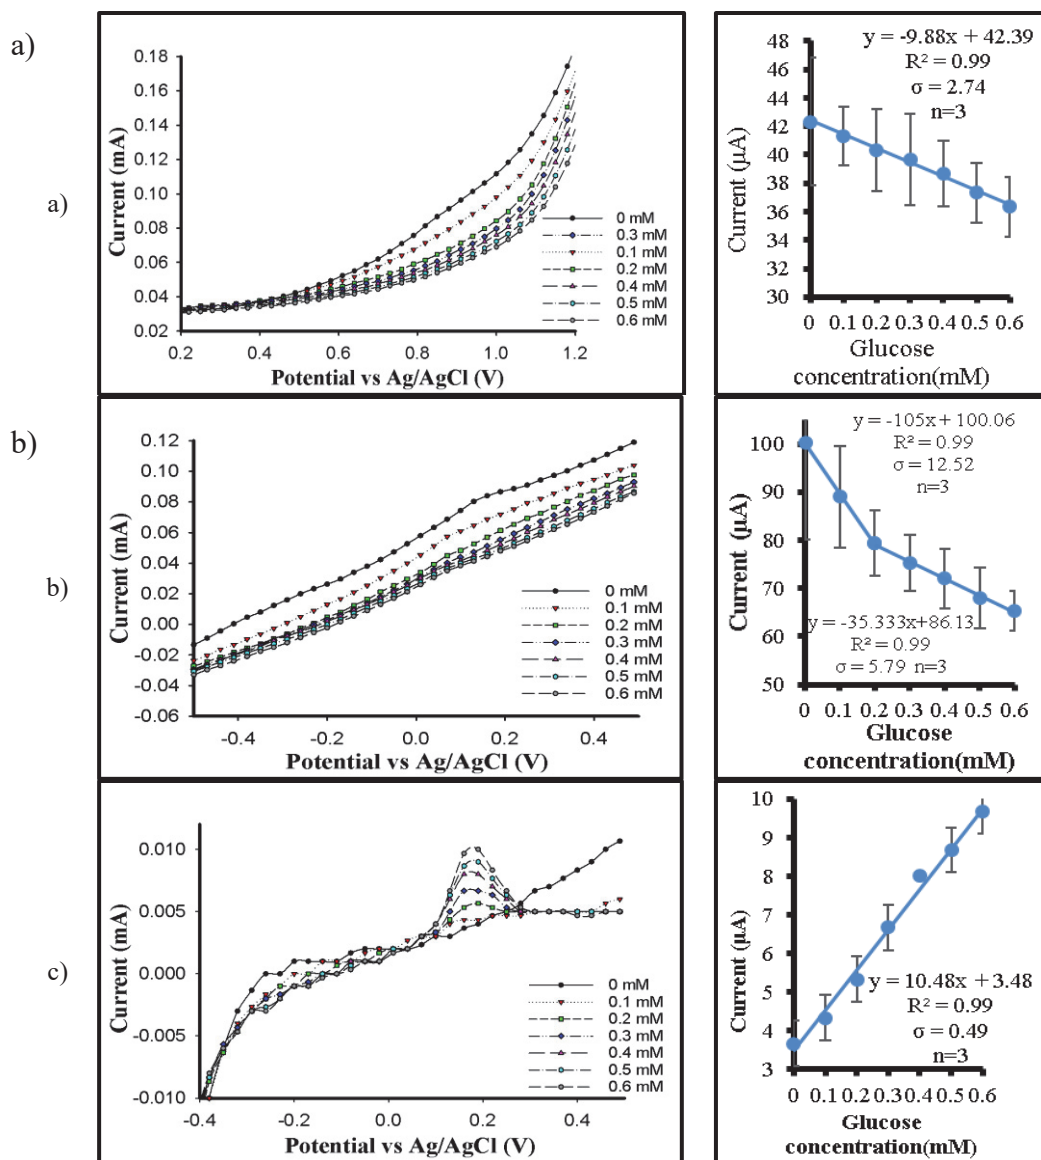 a)
a)
Current (mA)
0.18
0.16
0.14
0.12
0.10
0.08
0.06
0.04
0.02
0 mM
0.3 mM
0.1 mM
0.2 mM
0.4 mM
0.5 mM
0.6 mM
0.2 0.4 0.6 0.8 1.0 1.2
Potential vs Ag/AgCl (V)
Current (µA)
48
46
44
42
40
38
36
34
32
30
y = -9.88x + 42.39
R² = 0.99
σ = 2.74
n=3
0 0.1 0.2 0.3 0.4 0.5 0.6
Glucose
concentration(mM)
b)
b)
Current (mA)
0.12
0.10
0.08
0.06
0.04
0.02
0.00
-0.02
-0.04
-0.06
0 mM
0.1 mM
0.2 mM
0.3 mM
0.4 mM
0.5 mM
0.6 mM
-0.4 -0.2 0.0 0.2 0.4
Potential vs Ag/AgCl (V)
Current (µA)
100
90
80
70
60
50
y = -105x + 100.06
R² = 0.99
σ = 12.52
n=3
y = -35.333x+86.13
R² = 0.99
σ = 5.79 n=3
0 0.1 0.2 0.3 0.4 0.5 0.6
Glucose
concentration(mM)
c)
Current (mA)
0.010
0.005
0.000
-0.005
-0.010
0 mM
0.1 mM
0.2 mM
0.3 mM
0.4 mM
0.5 mM
0.6 mM
-0.4 -0.2 0.0 0.2 0.4
Potential vs Ag/AgCl (V)
Current (µA)
10
9
8
7
6
5
4
3
y = 10.48x + 3.48
R² = 0.99
σ = 0.49
n=3
0 0.1 0.2 0.3 0.4 0.5 0.6
Glucose
concentration(mM)